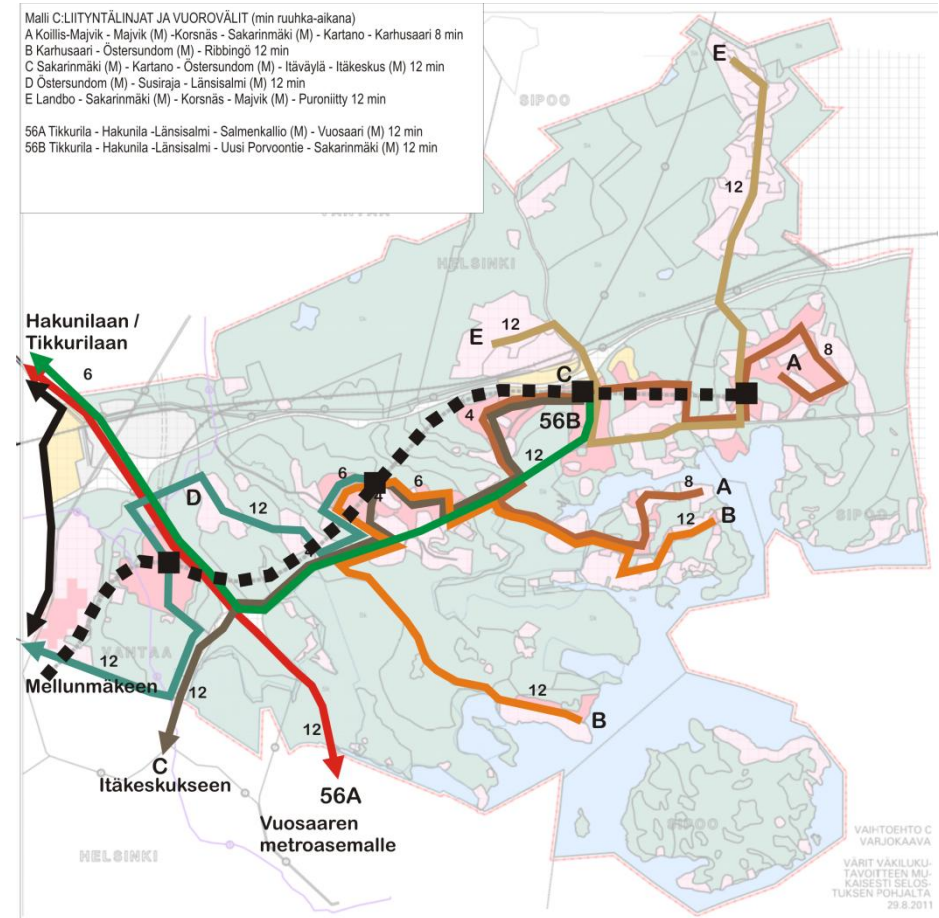 Malli C:LIITYNTÄLINJAT JA VUOROVÄLIT (min ruuhka-aikana)
A Koillis-Majvik - Majvik (M) -Korsnäs - Sakarinmäki (M) - Kartano - Karhusaari 8 min
B Karhusaari - Östersundom (M) - Ribbingö 12 min
C Sakarinmäki (M) - Kartano - Östersundom (M) - Itäväylä - Itäkeskus (M) 12 min
D Östersundom (M) - Susiraja - Länsisalmi (M) 12 min
E Landbo - Sakarinmäki (M) - Korsnäs - Majvik (M) - Puroniitty 12 min
56A Tikkurila - Hakunila -Länsisalmi - Salmenkallio (M) - Vuosaari (M) 12 min
56B Tikkurila - Hakunila -Länsisalmi - Uusi Porvoontie - Sakarinmäki (M) 12 min
E
SIPOO
12
VANTAA
HELSINKI
Hakunilaan /
Tikkurilaan
6
12
E
C
8
A
4
56B
12
6
4
6
D
12
8
A
12
B
SIPOO
VANTAA
12
Mellunmäkeen
12
12
B
12
C
Itäkeskukseen
56A
Vuosaaren
metroasemalle
SIPOO
HELSINKI
VAIHTOEHTO C
VARJOKAAVA
VÄRIT VÄKILUKU-
TAVOITTEEN MU-
KAISESTI SELOS-
TUKSEN POHJALTA
29.8.2011